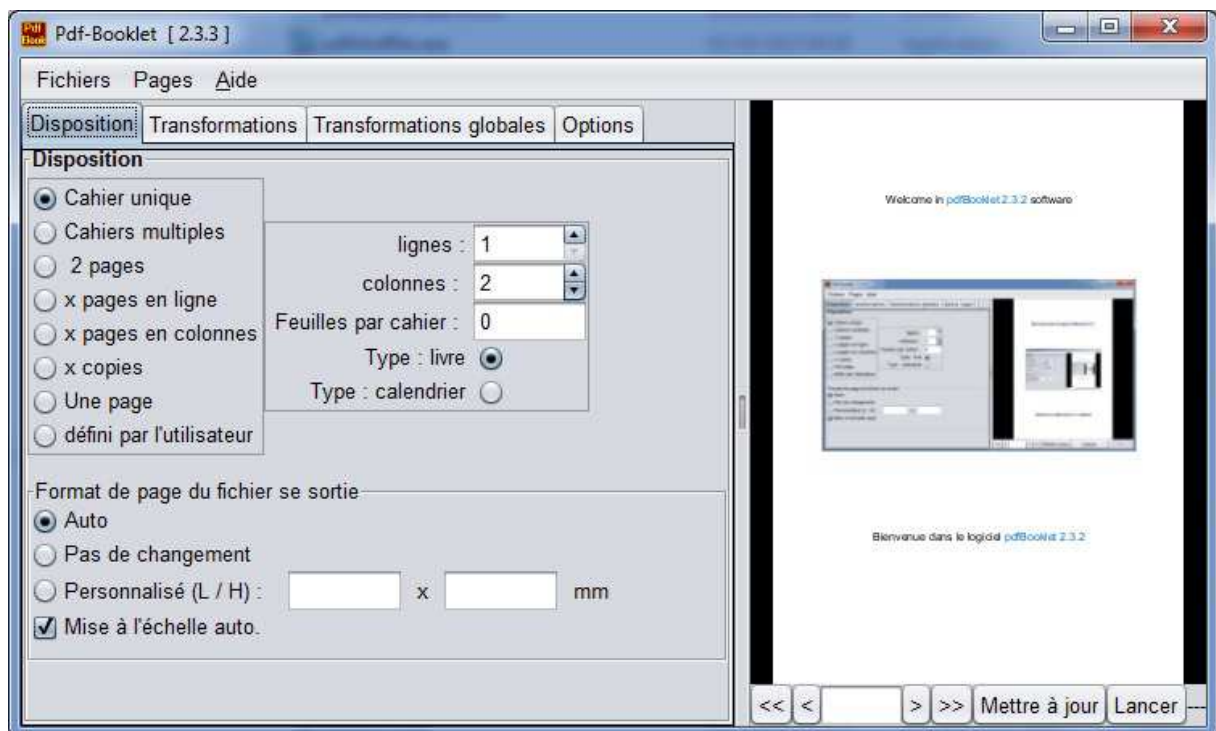 Pdf Book
Pdf-Booklet [ 2.3.3 ]
Fichiers Pages Aide
Disposition Transformations Transformations globales Options
Disposition
Cahier unique
Cahiers multiples
2 pages
x pages en ligne
x pages en colonnes
x copies
Une page
défini par l'utilisateur
lignes : 1
colonnes : 2
Feuilles par cahier : 0
Type : livre
Type : calendrier
Format de page du fichier se sortie
Auto
Pas de changement
Personnalisé (L / H) : x mm
Mise à l'échelle auto.
Welcome in pdfBooklet 2.3.2 software
Bienvenue dans le logiciel pdfBooklet 2.3.2
<< < > >> Mettre à jour Lancer ---